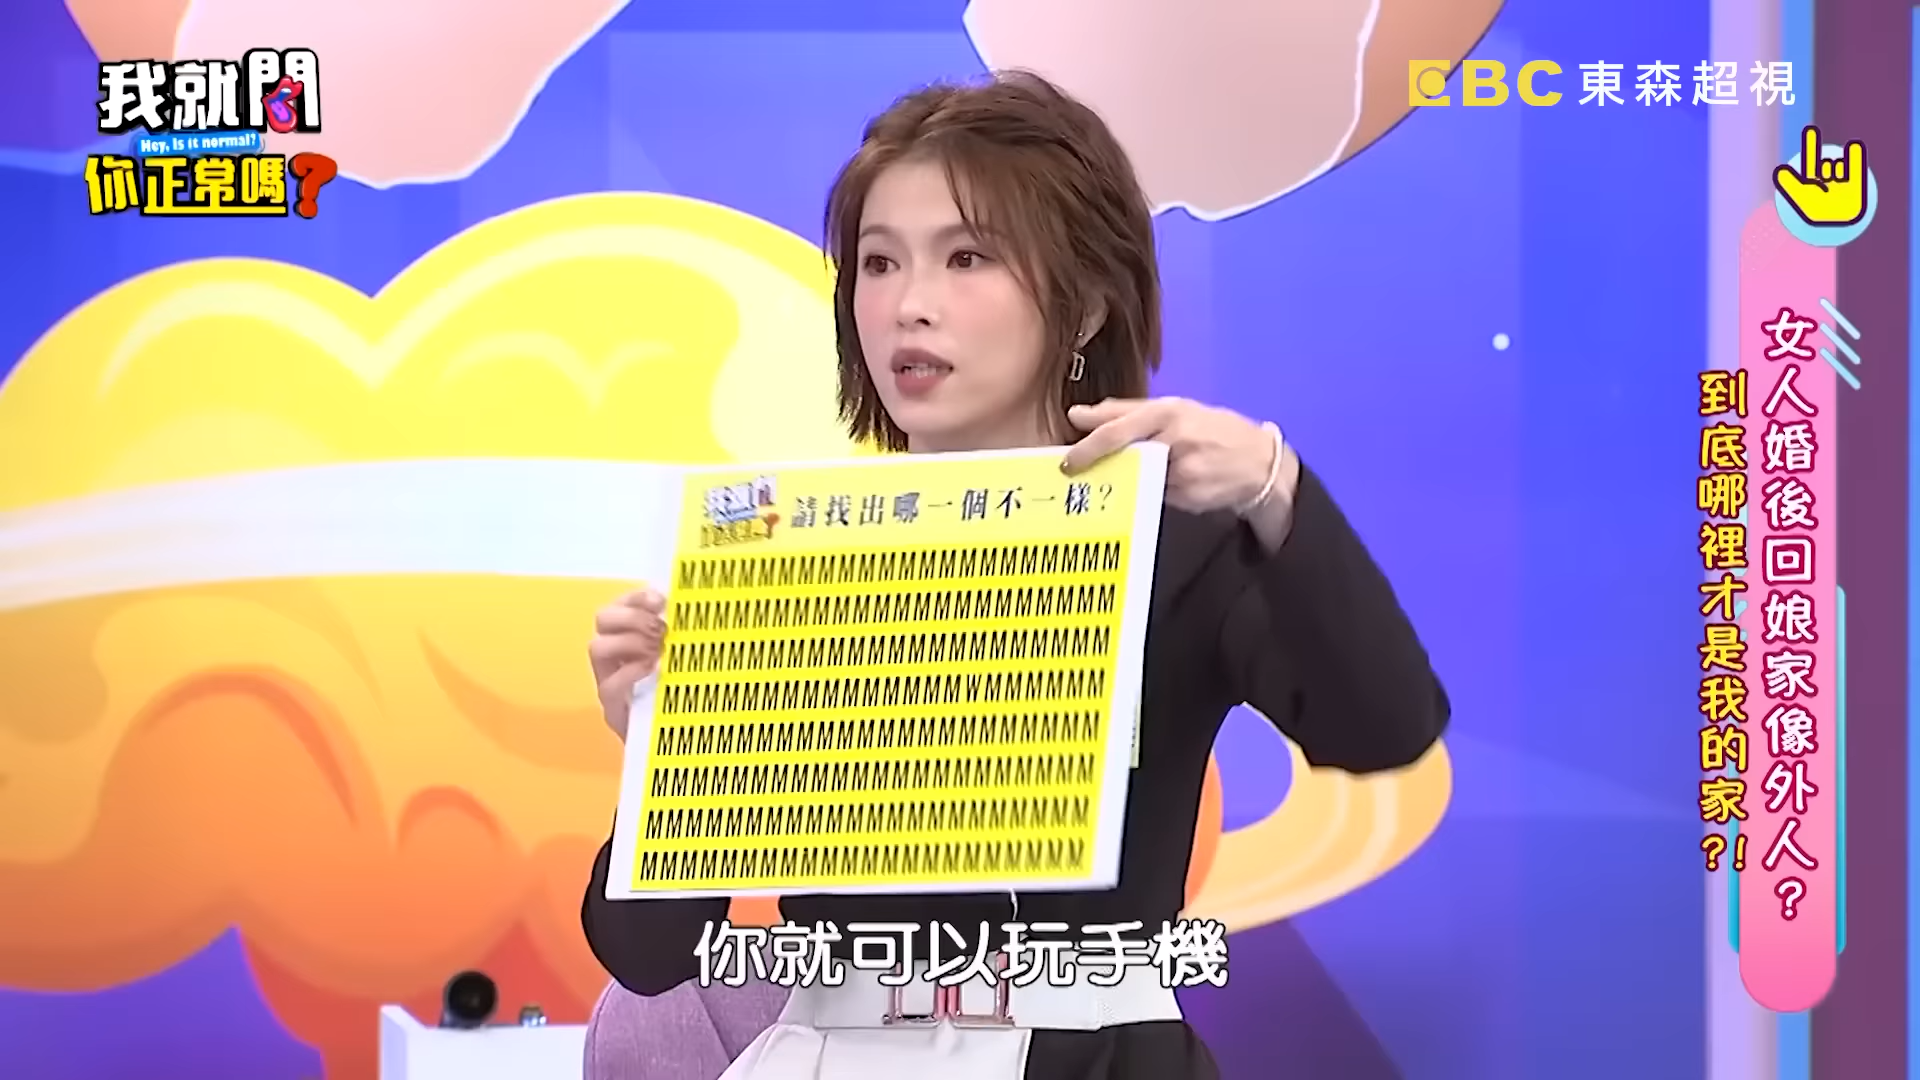 我就問
Hey, Is it normal?
你正常嗎?
EBC 東森超視
女人婚後回娘家像外人?
到底哪裡才是我的家?!
請找出哪一個不一樣?
MMMMMMMMMMMMMMMMMMMMMM
MMMMMMMMMMMMMMMMMMMMMM
MMMMMMMMMMMMMMMMMMMMMM
MMMMMMMMMMMMMMMWMMMMMM
MMMMMMMMMMMMMMMMMMMMMM
MMMMMMMMMMMMMMMMMMMMMM
MMMMMMMMMMMMMMMMMMMMMM
MMMMMMMMMMMMMMMMMMMMMM
你就可以玩手機